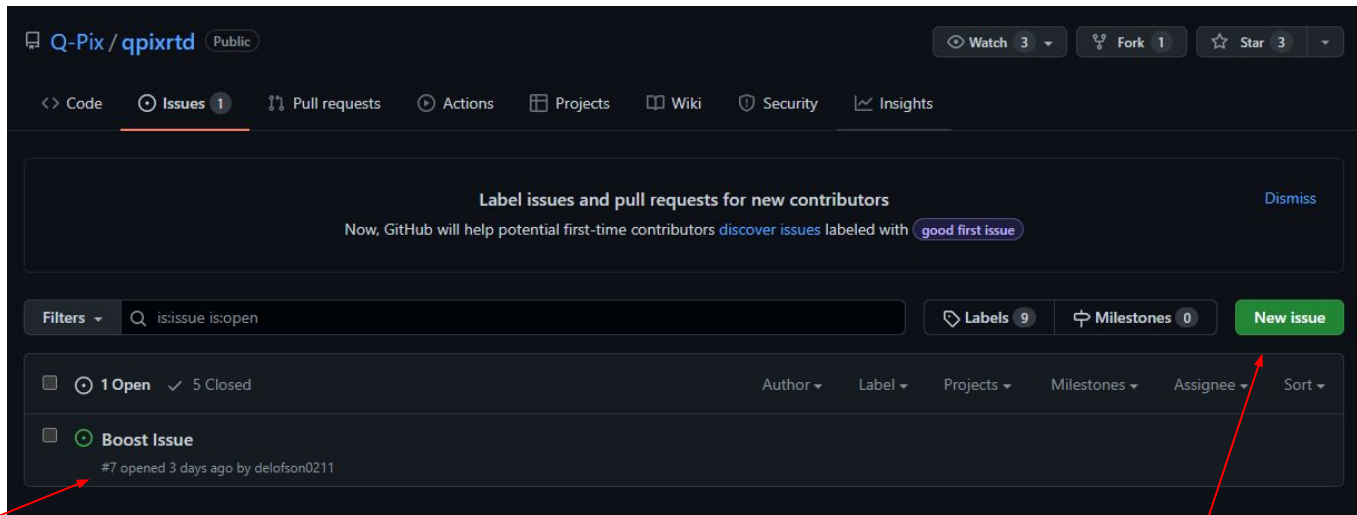 Q-Pix / qpixrtd Public Watch 3 Fork 1 Star 3
<> Code Issues 1 Pull requests Actions Projects Wiki Security Insights
Label issues and pull requests for new contributors Dismiss
Now, GitHub will help potential first-time contributors discover issues labeled with good first issue
Filters is:issue is:open Labels 9 Milestones 0 New issue
1 Open 5 Closed Author Label Projects Milestones Assignee Sort
Boost Issue
#7 opened 3 days ago by delofson0211